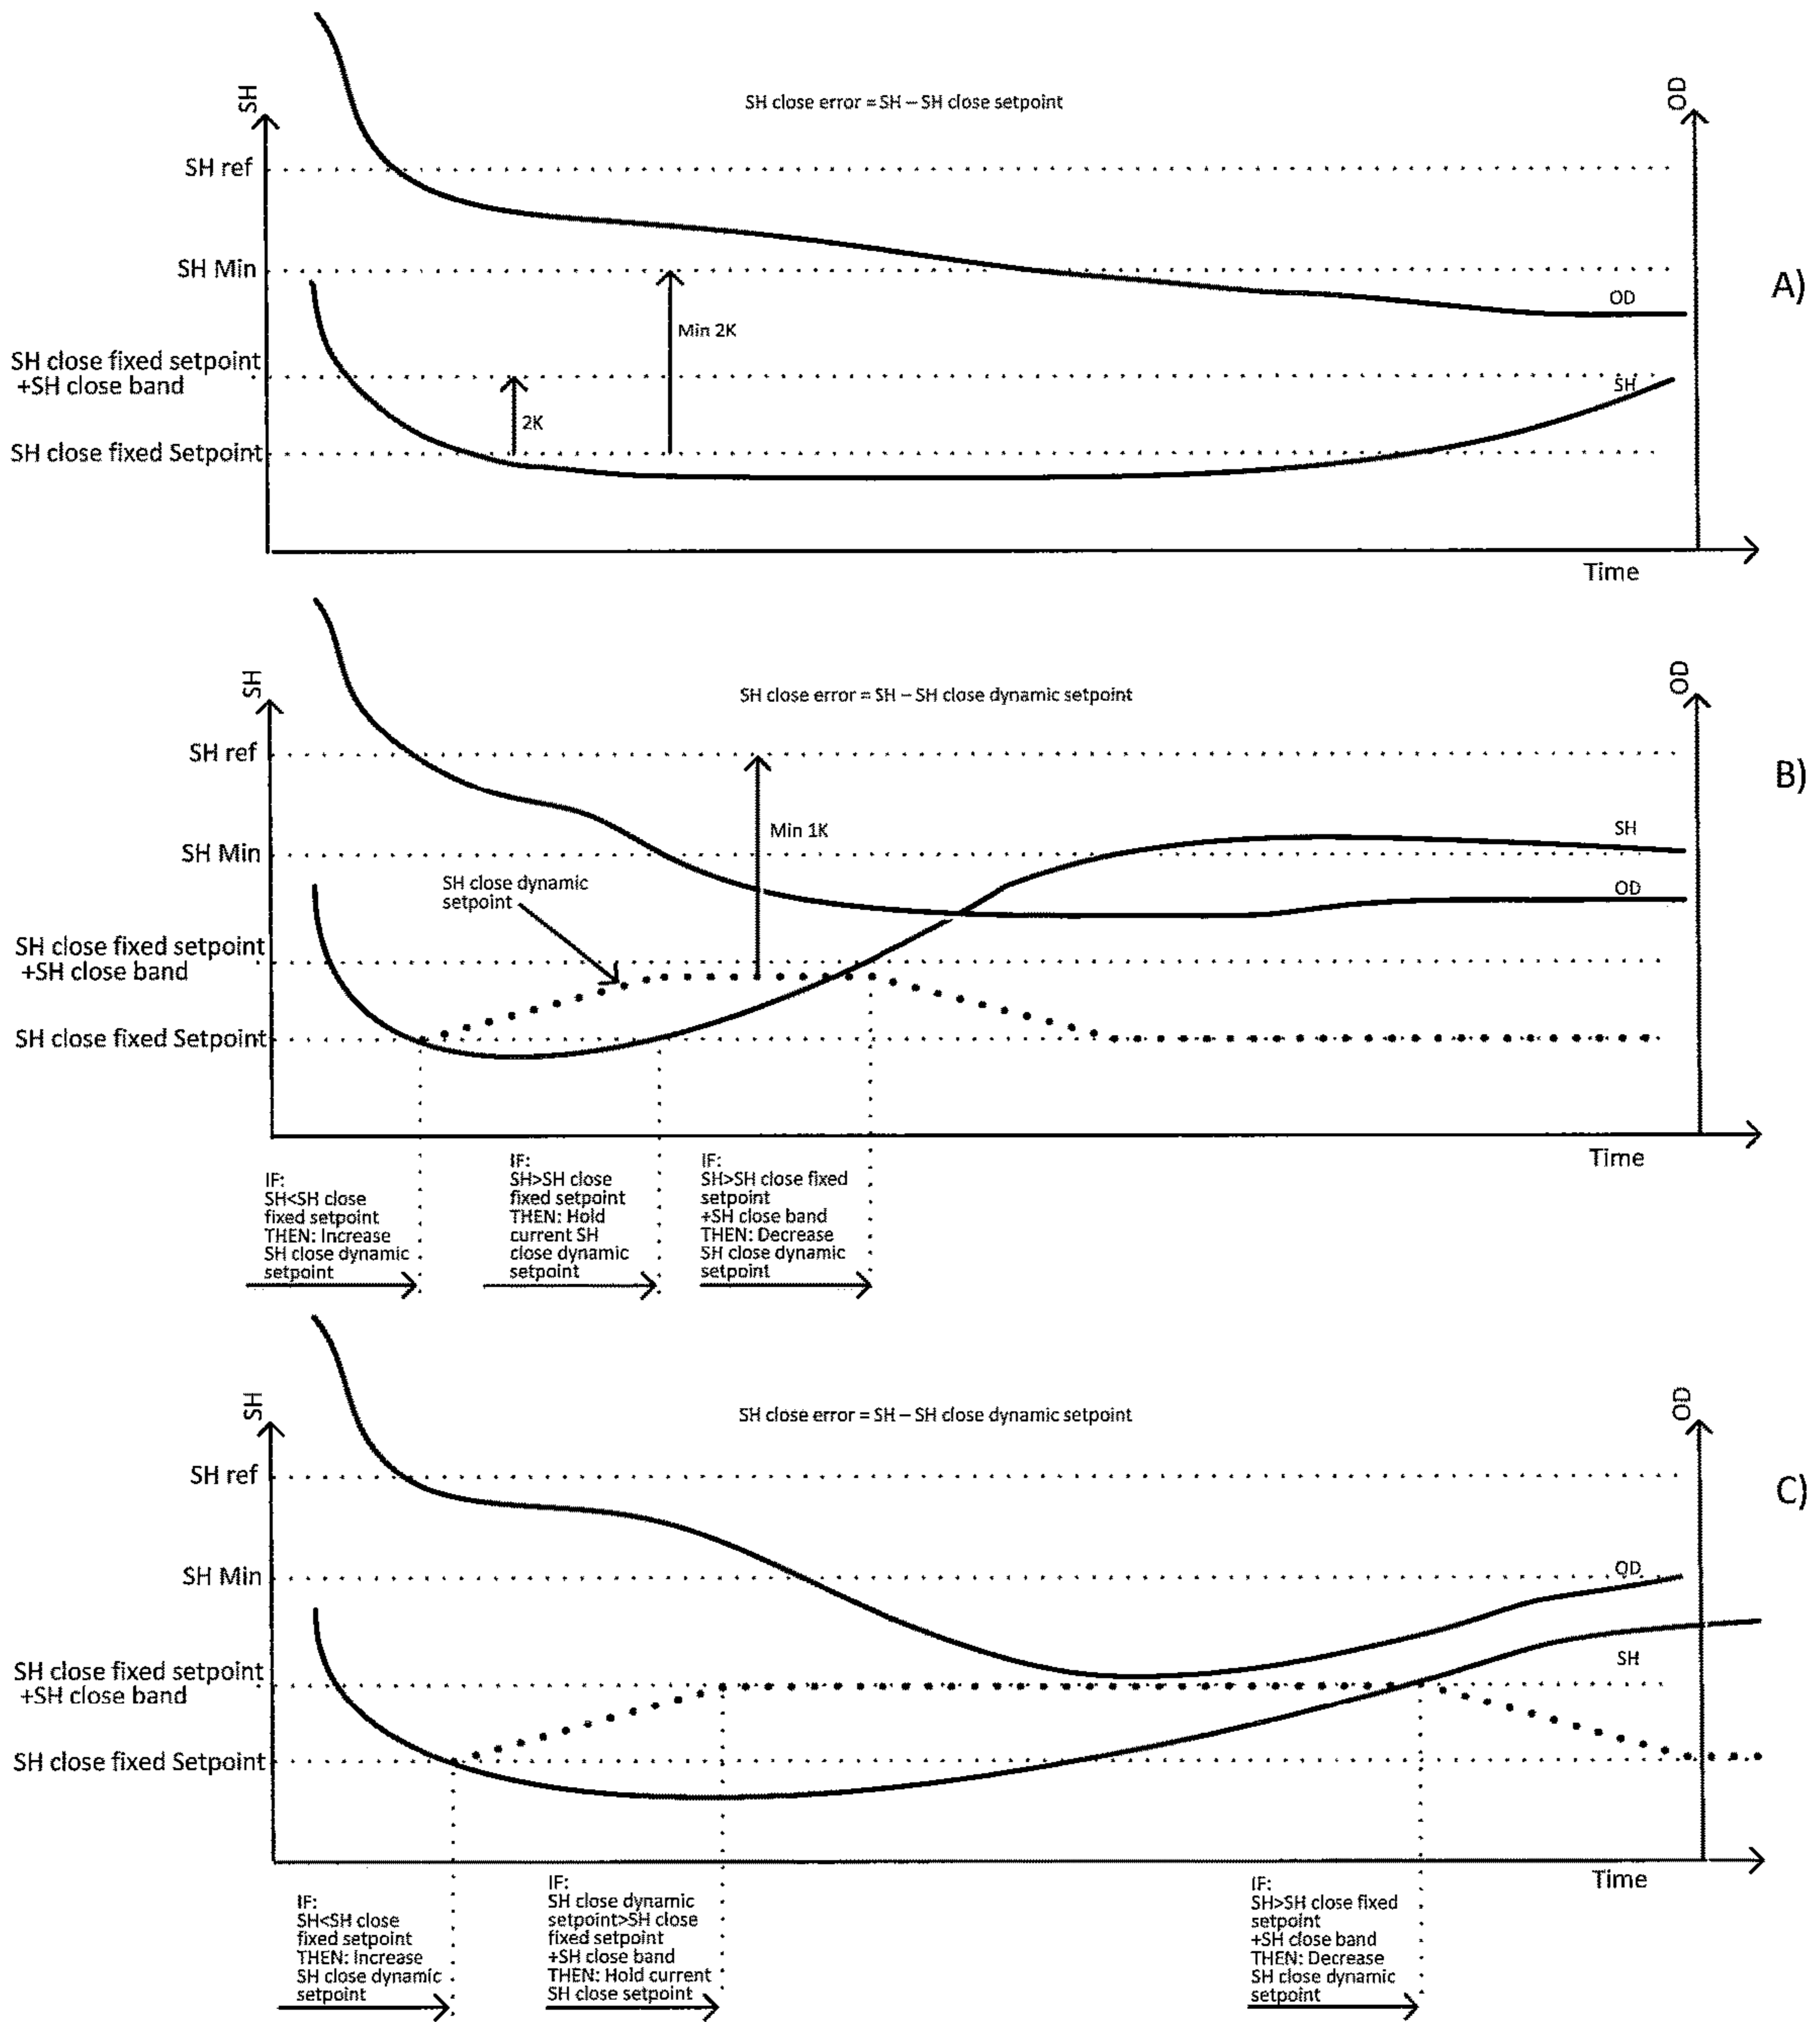 SH
OD
SH close error = SH – SH close setpoint
SH ref
SH Min
A)
OD
Min 2K
SH close fixed setpoint
+SH close band
SH
2K
SH close fixed Setpoint
Time
SH
OD
SH close error = SH – SH close dynamic setpoint
SH ref
B)
Min 1K
SH
SH Min
SH close dynamic
setpoint
OD
SH close fixed setpoint
+SH close band
SH close fixed Setpoint
Time
IF:
SH<SH close
fixed setpoint
THEN: Increase
SH close dynamic
setpoint
IF:
SH>SH close
fixed setpoint
THEN: Hold
current SH
close dynamic
setpoint
IF:
SH>SH close fixed
setpoint
+SH close band
THEN: Decrease
SH close dynamic
setpoint
SH
OD
SH close error = SH – SH close dynamic setpoint
SH ref
C)
SH Min
OD
SH close fixed setpoint
+SH close band
SH
SH close fixed Setpoint
Time
IF:
SH<SH close
fixed setpoint
THEN: Increase
SH close dynamic
setpoint
IF:
SH close dynamic
setpoint>SH close
fixed setpoint
+SH close band
THEN: Hold current
SH close setpoint
IF:
SH>SH close fixed
setpoint
+SH close band
THEN: Decrease
SH close dynamic
setpoint